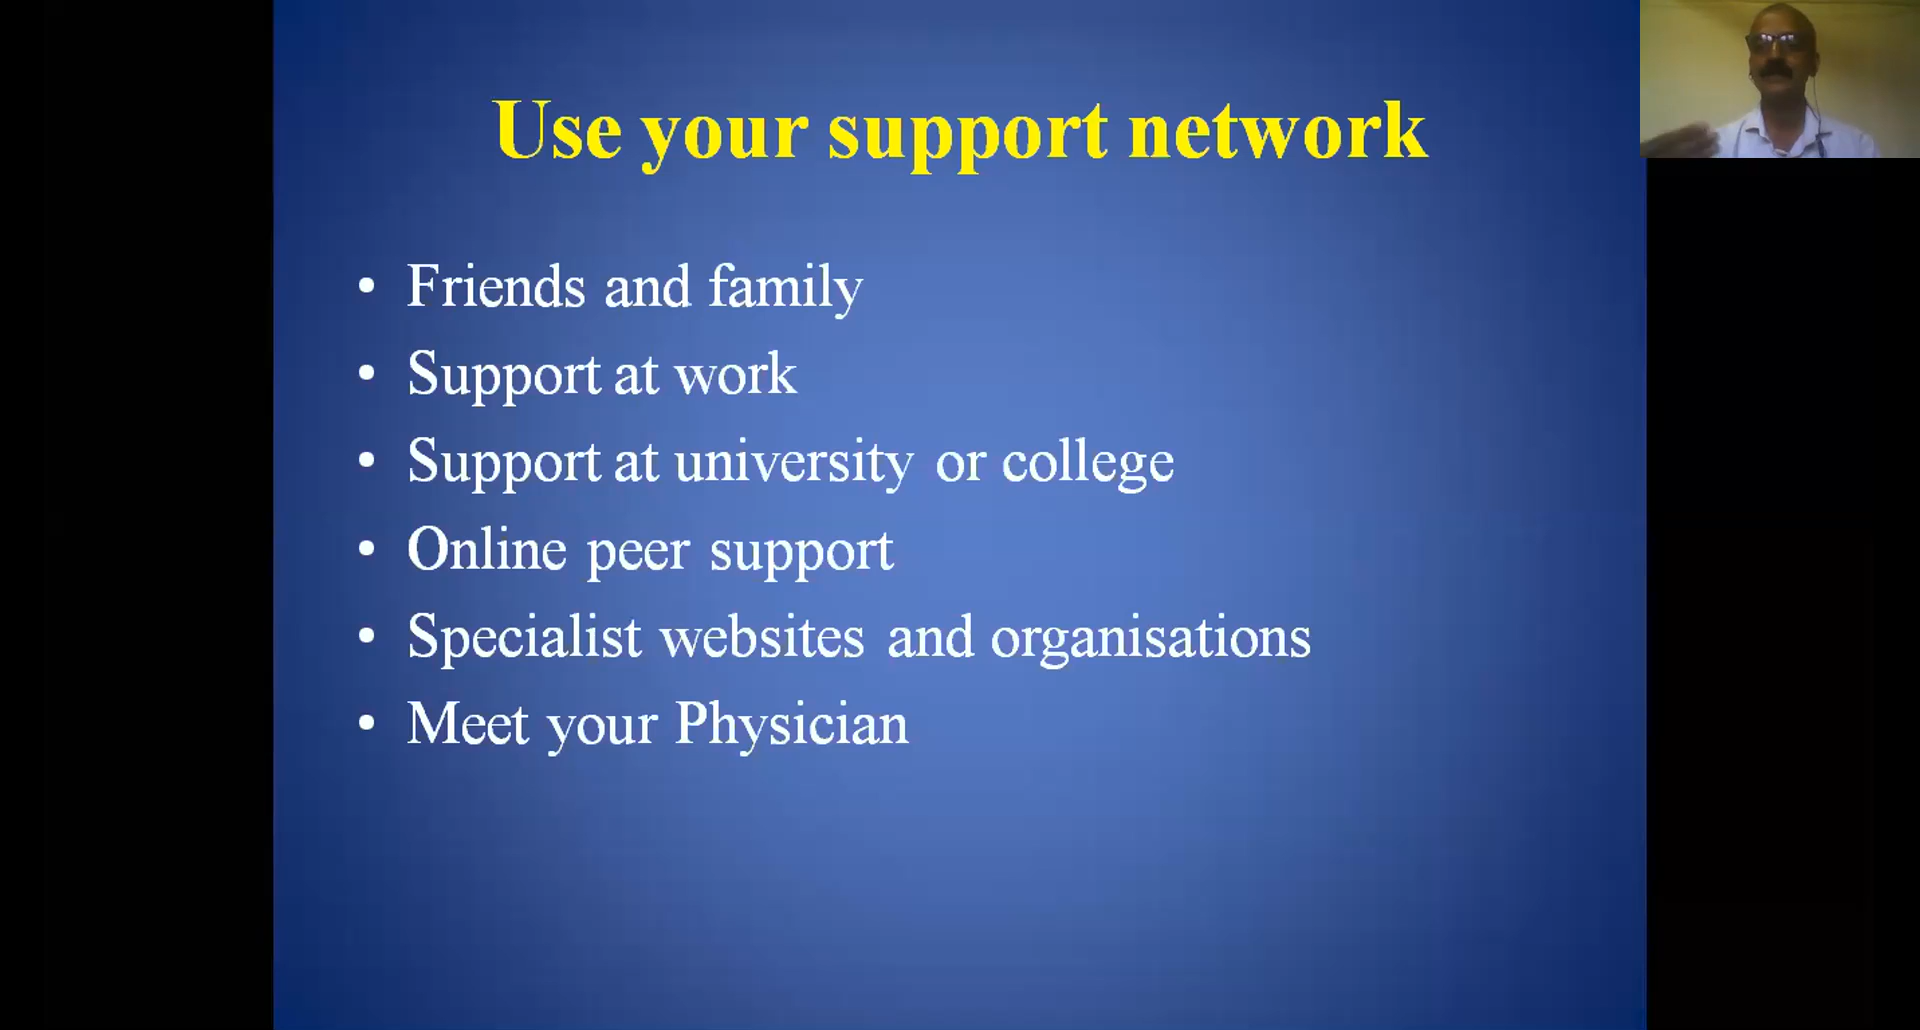 Use your support network
• Friends and family
• Support at work
• Support at university or college
• Online peer support
• Specialist websites and organisations
• Meet your Physician